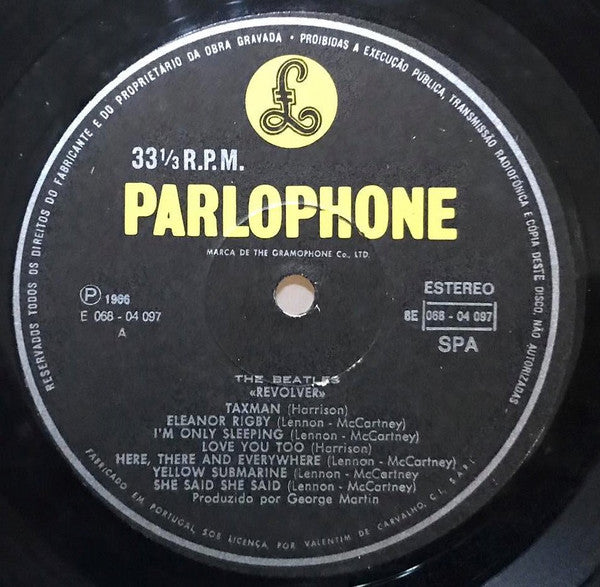 RESERVADOS TODOS OS DIREITOS DO FABRICANTE E DO PROPRIETÁRIO DA OBRA GRAVADA • PROIBIDAS A EXECUÇÃO PÚBLICA, TRANSMISSÃO RADIOFÓNICA E CÓPIA DESTE DISCO, NÃO AUTORIZADAS
£
33 1/3 R.P.M.
PARLOPHONE
MARCA DE THE GRAMOPHONE Co., LTD.
Ⓟ 1966
E 068 - 04 097
A
ESTEREO
8E 068 - 04 097
SPA
THE BEATLES
«REVOLVER»
TAXMAN (Harrison)
ELEANOR RIGBY (Lennon - McCartney)
I'M ONLY SLEEPING (Lennon - McCartney)
LOVE YOU TOO (Harrison)
HERE, THERE AND EVERYWHERE (Lennon - McCartney)
YELLOW SUBMARINE (Lennon - McCartney
SHE SAID SHE SAID (Lennon - McCartney)
Produzido por George Martin
FABRICADO EM PORTUGAL, SOB LICENÇA, POR VALENTIM DE CARVALHO, C.I., S.A.R.L.